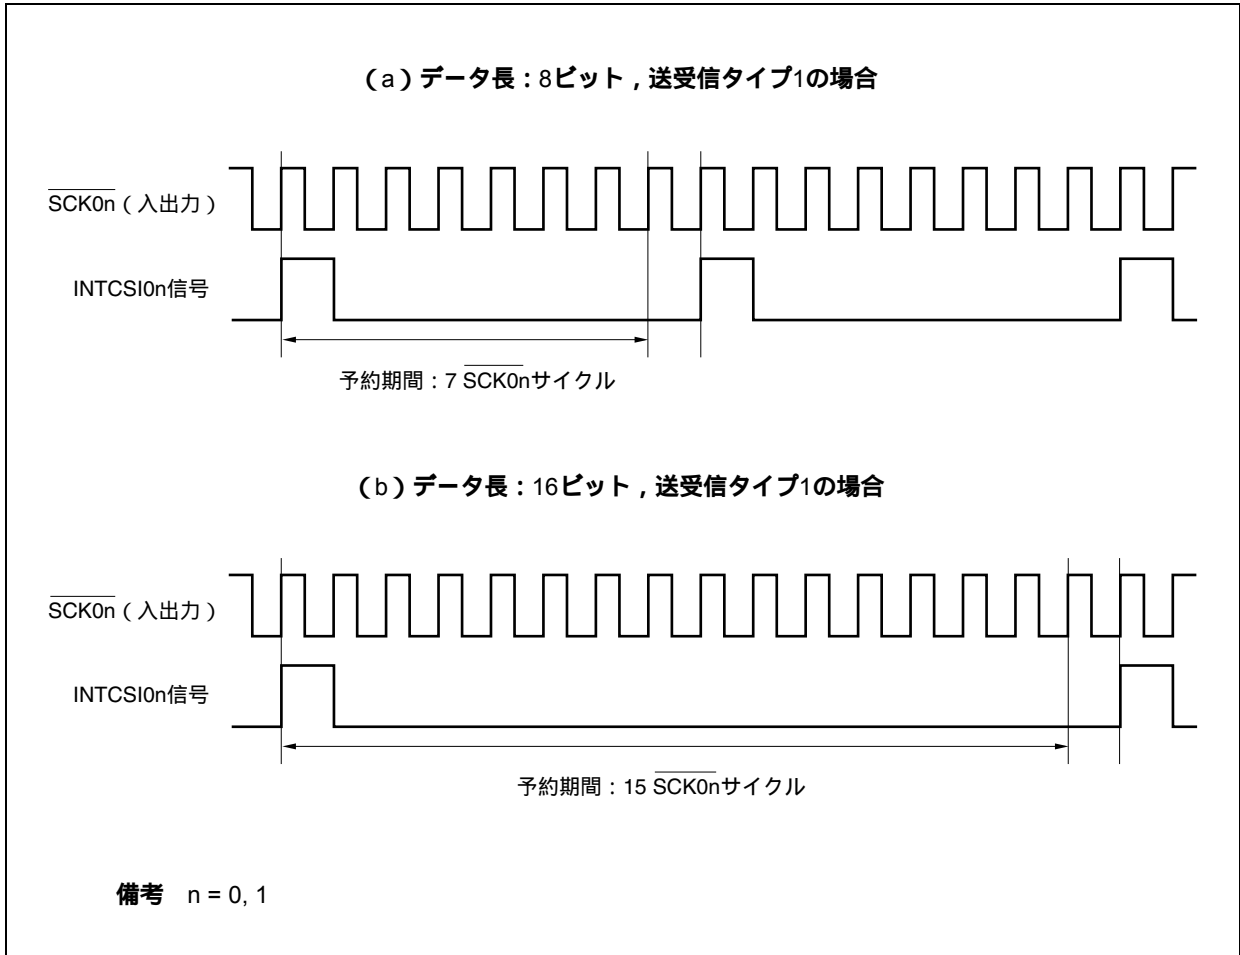 （a）データ長：8ビット，送受信タイプ1の場合
SCK0n（入出力）
INTCSI0n信号
予約期間：7 SCK0nサイクル
（b）データ長：16ビット，送受信タイプ1の場合
SCK0n（入出力）
INTCSI0n信号
予約期間：15 SCK0nサイクル
備考 n = 0, 1